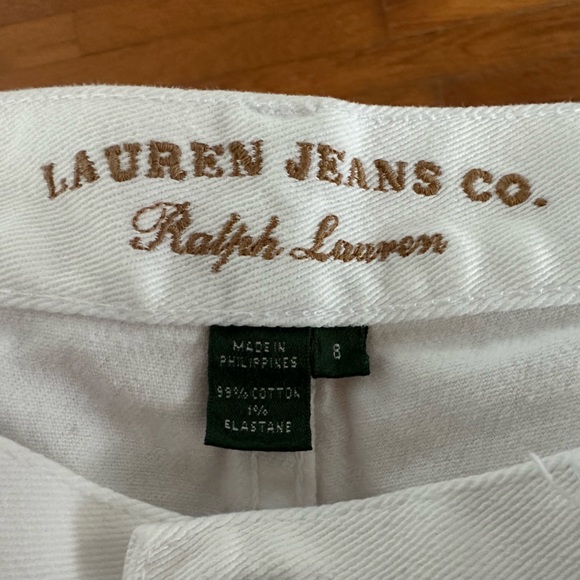 LAUREN JEANS CO.
Ralph Lauren
MADE IN
PHILIPPINES
99% COTTON
1%
ELASTANE
8